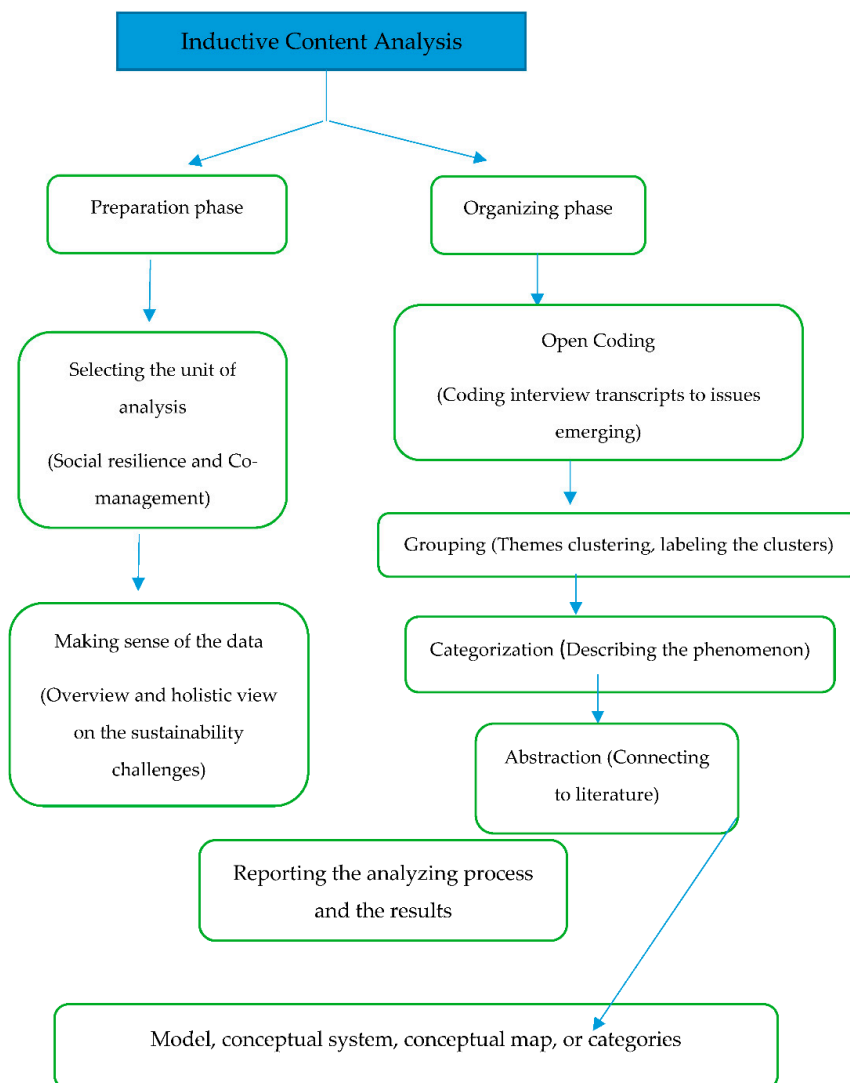 Inductive Content Analysis
Preparation phase
Selecting the unit of
analysis
(Social resilience and Co-
management)
Making sense of the data
(Overview and holistic view
on the sustainability
challenges)
Organizing phase
Open Coding
(Coding interview transcripts to issues
emerging)
Grouping (Themes clustering, labeling the clusters)
Categorization (Describing the phenomenon)
Abstraction (Connecting
to literature)
Reporting the analyzing process
and the results
Model, conceptual system, conceptual map, or categories